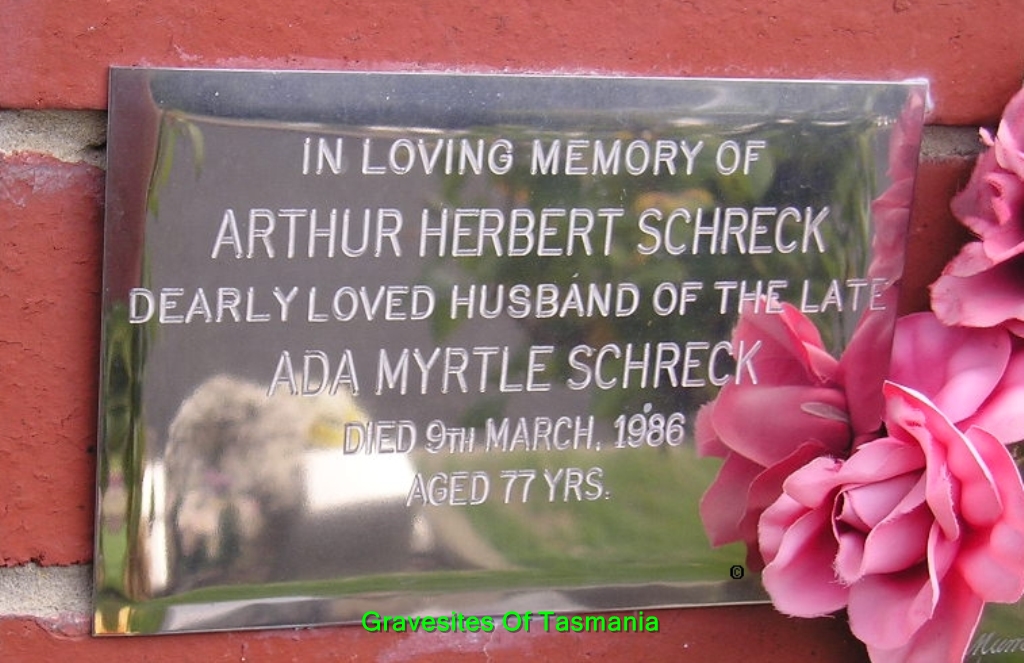 IN LOVING MEMORY OF
ARTHUR HERBERT SCHRECK
DEARLY LOVED HUSBAND OF THE LATE
ADA MYRTLE SCHRECK
DIED 9TH MARCH. 1986
AGED 77 YRS.
©
Gravesites Of Tasmania